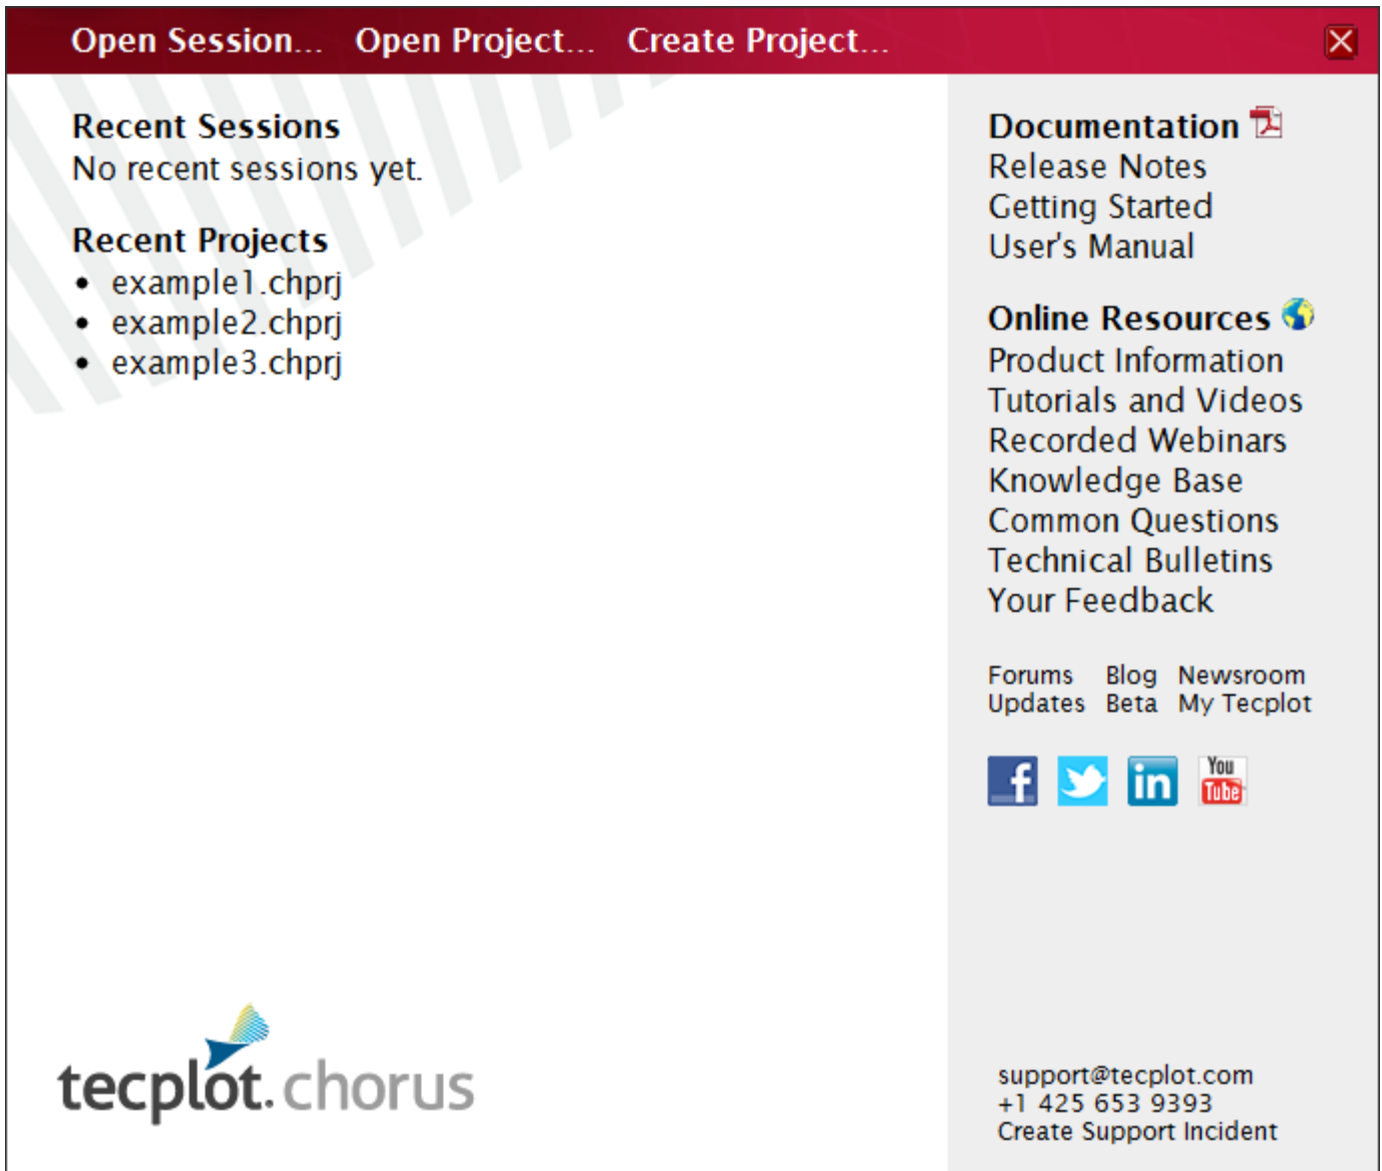 Open Session... Open Project... Create Project...
Recent Sessions
No recent sessions yet.
Recent Projects
• example1.chprj
• example2.chprj
• example3.chprj
tecplot. chorus
Documentation
Release Notes
Getting Started
User's Manual
Online Resources
Product Information
Tutorials and Videos
Recorded Webinars
Knowledge Base
Common Questions
Technical Bulletins
Your Feedback
Forums Blog Newsroom
Updates Beta My Tecplot
f in You
Tube
support@tecplot.com
+1 425 653 9393
Create Support Incident